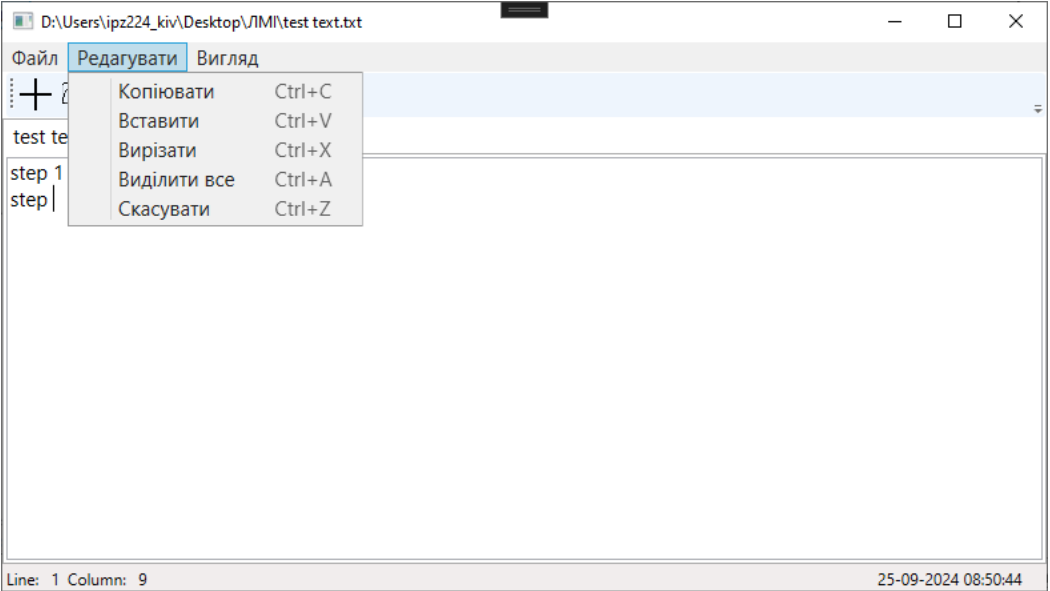 D:\Users\ipz224_kiv\Desktop\ЛМІ\test text.txt
Файл Редагувати Вигляд
Копіювати Ctrl+C
Вставити Ctrl+V
Вирізати Ctrl+X
Виділити все Ctrl+A
Скасувати Ctrl+Z
test te
step 1
step
Line: 1 Column: 9 25-09-2024 08:50:44